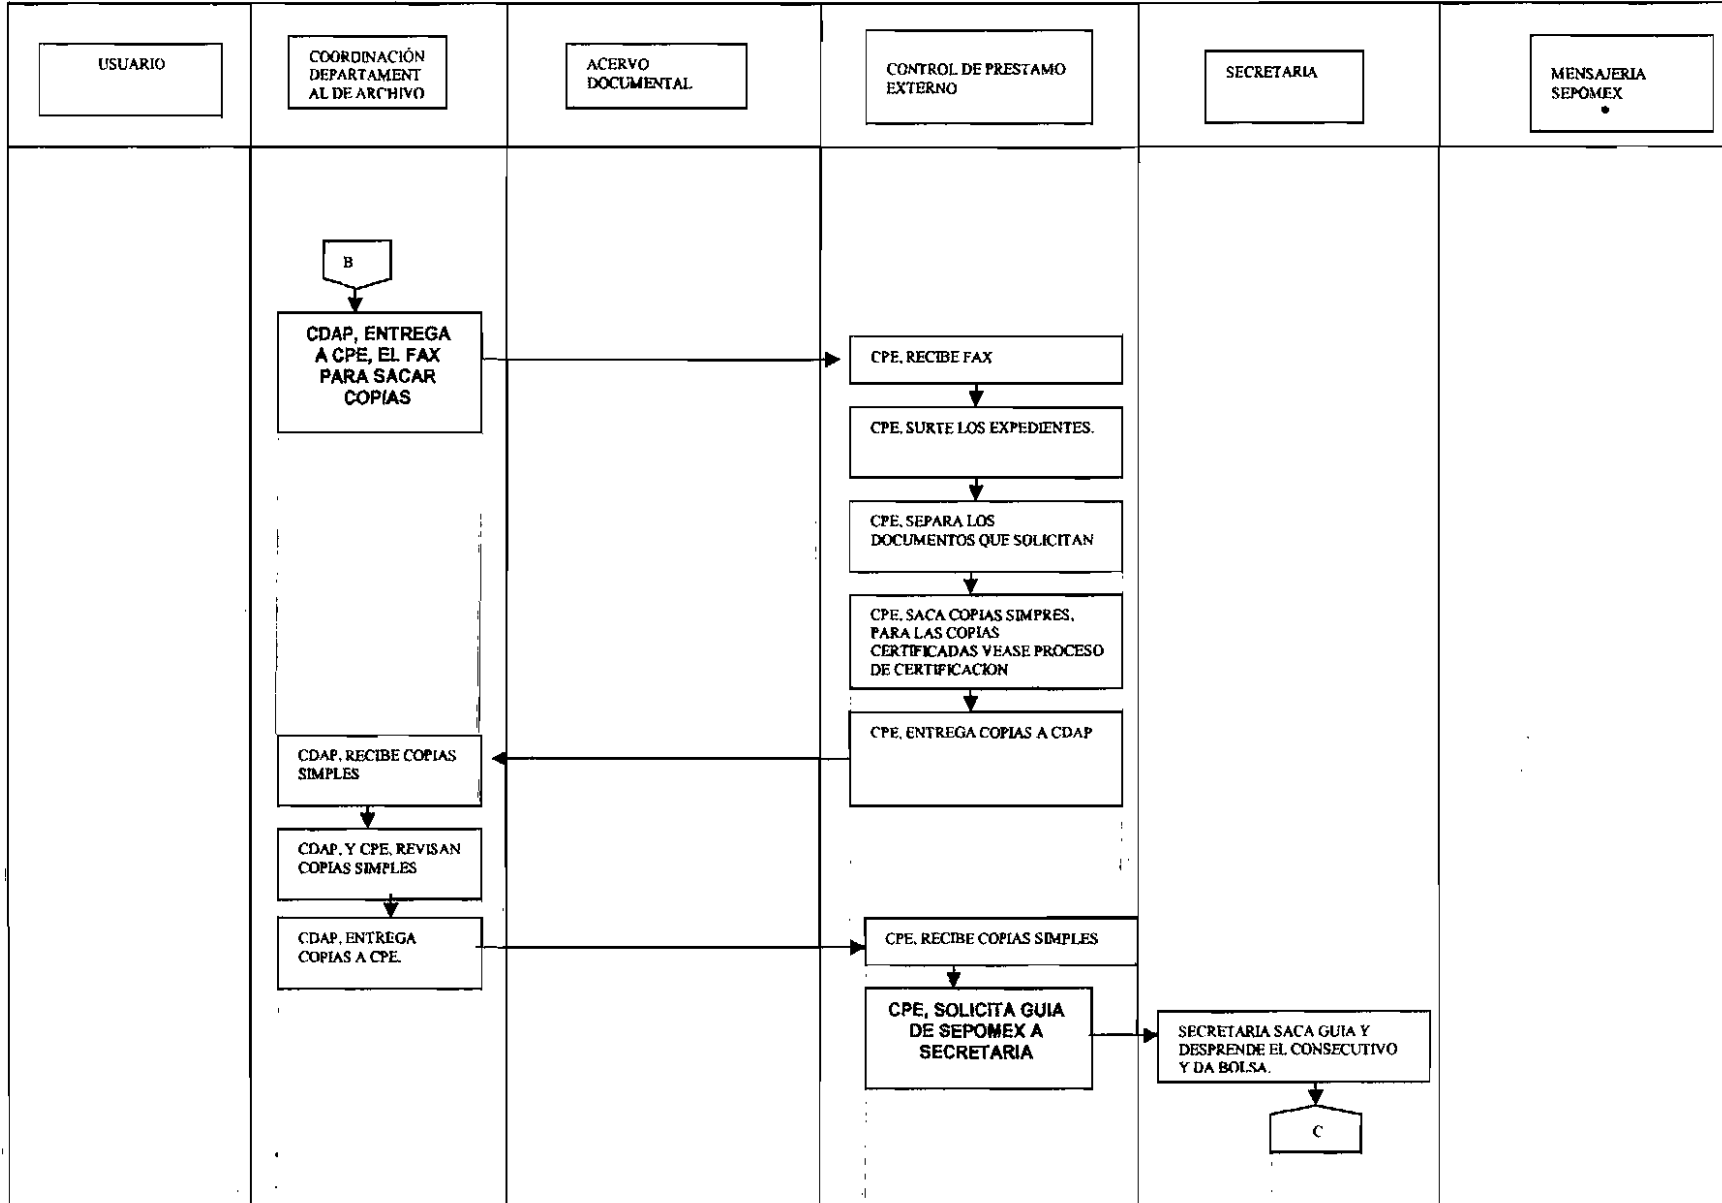 USUARIO
COORDINACIÓN
DEPARTAMENT
AL DE ARCHIVO
ACERVO
DOCUMENTAL
CONTROL DE PRESTAMO
EXTERNO
SECRETARIA
MENSAJERIA
SEPOMEX
B
CDAP, ENTREGA
A CPE, EL FAX
PARA SACAR
COPIAS
CPE, RECIBE FAX
CPE, SURTE LOS EXPEDIENTES.
CPE, SEPARA LOS
DOCUMENTOS QUE SOLICITAN
CPE, SACA COPIAS SIMPRES,
PARA LAS COPIAS
CERTIFICADAS VEASE PROCESO
DE CERTIFICACION
CPE, ENTREGA COPIAS A CDAP
CDAP, RECIBE COPIAS
SIMPLES
CDAP, Y CPE, REVISAN
COPIAS SIMPLES
CDAP, ENTREGA
COPIAS A CPE.
CPE, RECIBE COPIAS SIMPLES
CPE, SOLICITA GUIA
DE SEPOMEX A
SECRETARIA
SECRETARIA SACA GUIA Y
DESPRENDE EL CONSECUTIVO
Y DA BOLSA.
C